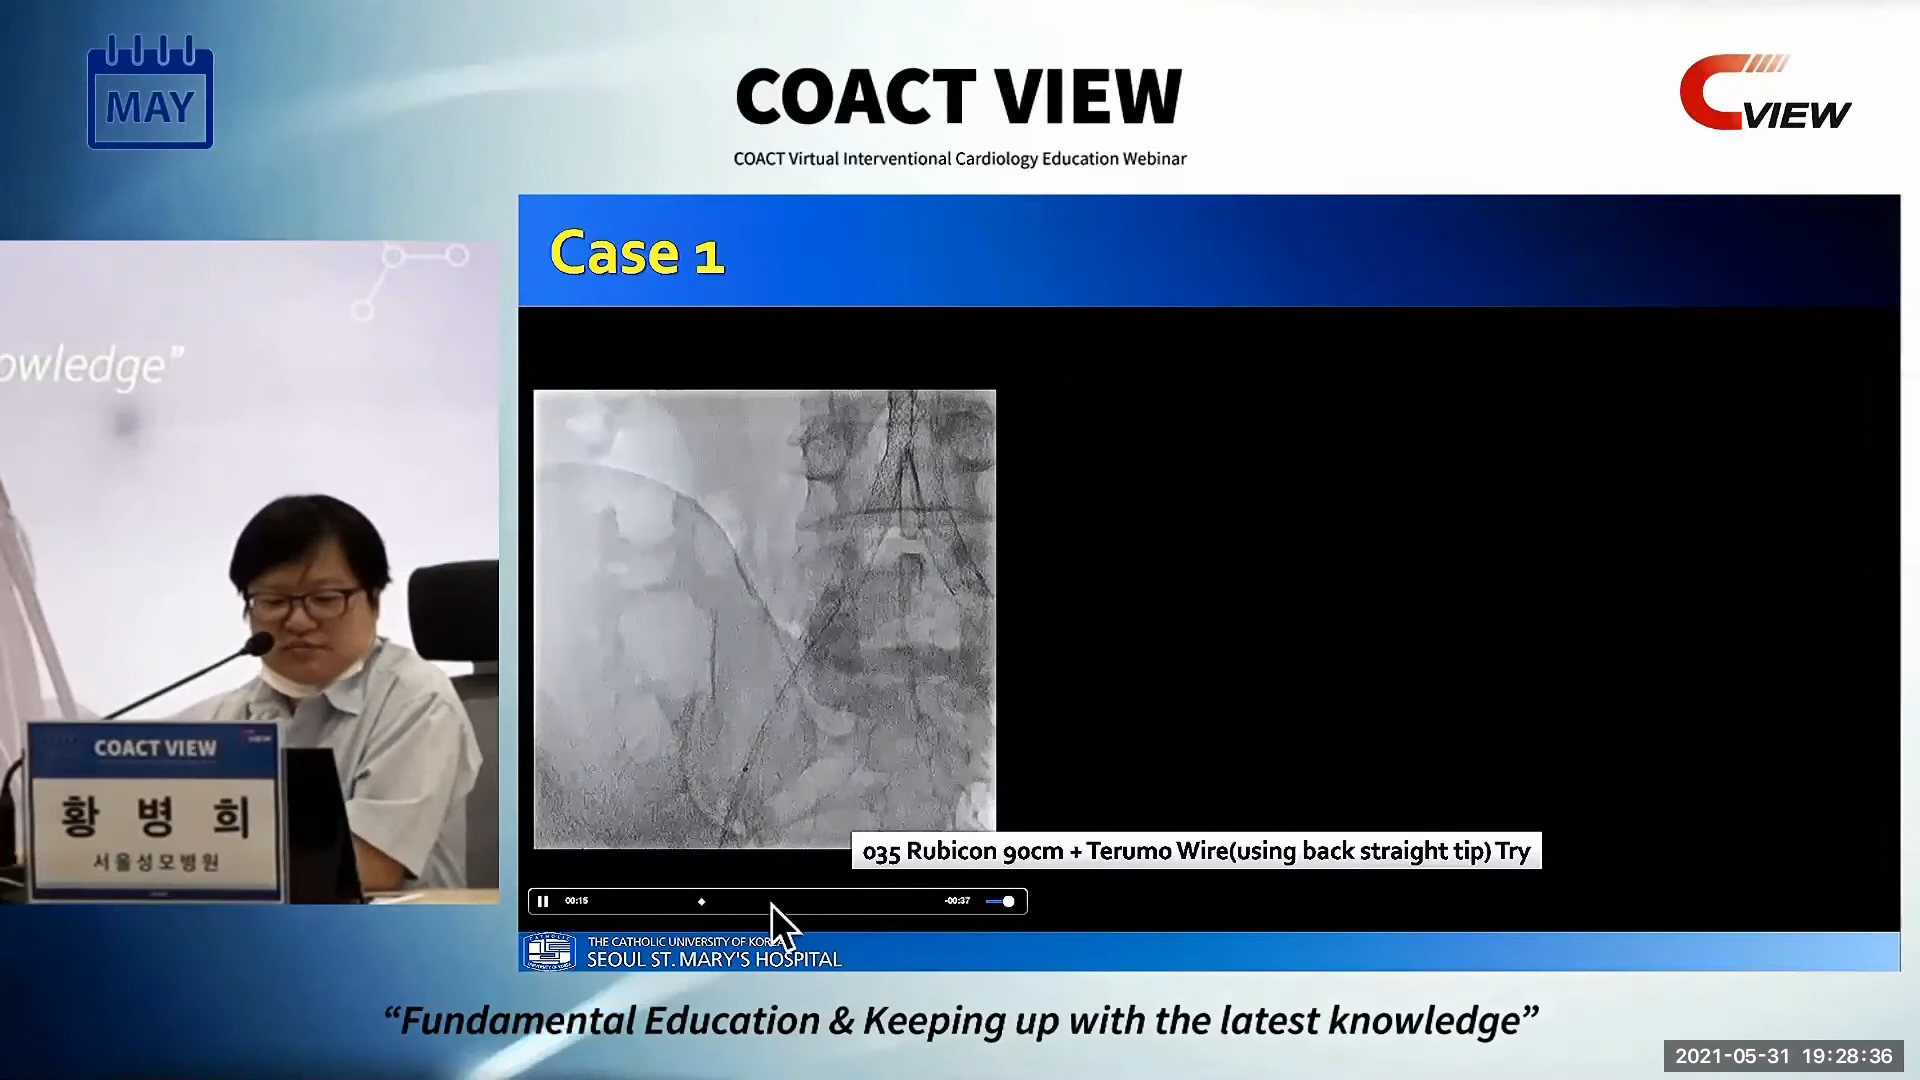 MAY
COACT VIEW
COACT Virtual Interventional Cardiology Education Webinar
VIEW
Case 1
owledge”
COACT VIEW
황 병 희
서울성모병원
035 Rubicon 90cm + Terumo Wire(using back straight tip) Try
00:15
-00:37
THE CATHOLIC UNIVERSITY OF KOREA
SEOUL ST. MARY'S HOSPITAL
“Fundamental Education & Keeping up with the latest knowledge”
2021-05-31 19:28:36